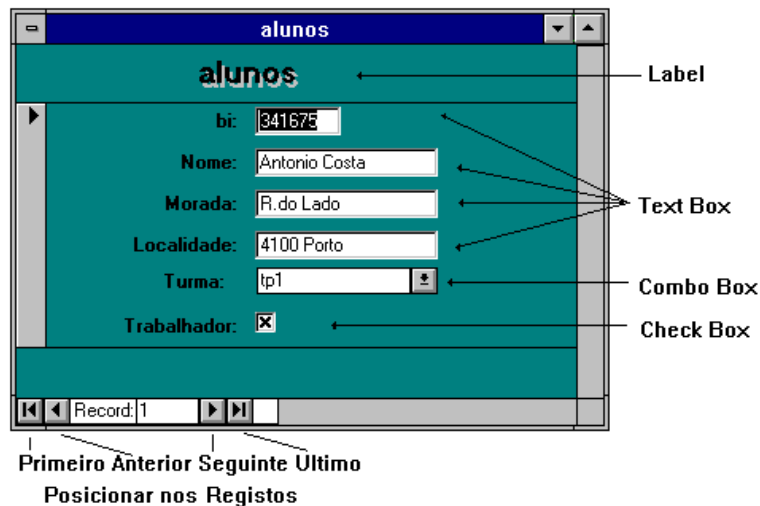 alunos
alunos
Label
bi: 341675
Nome: Antonio Costa
Morada: R.do Lado
Text Box
Localidade: 4100 Porto
Turma: tp1
Combo Box
Trabalhador:
Check Box
Record: 1
Primeiro Anterior Seguinte Ultimo
Posicionar nos Registos